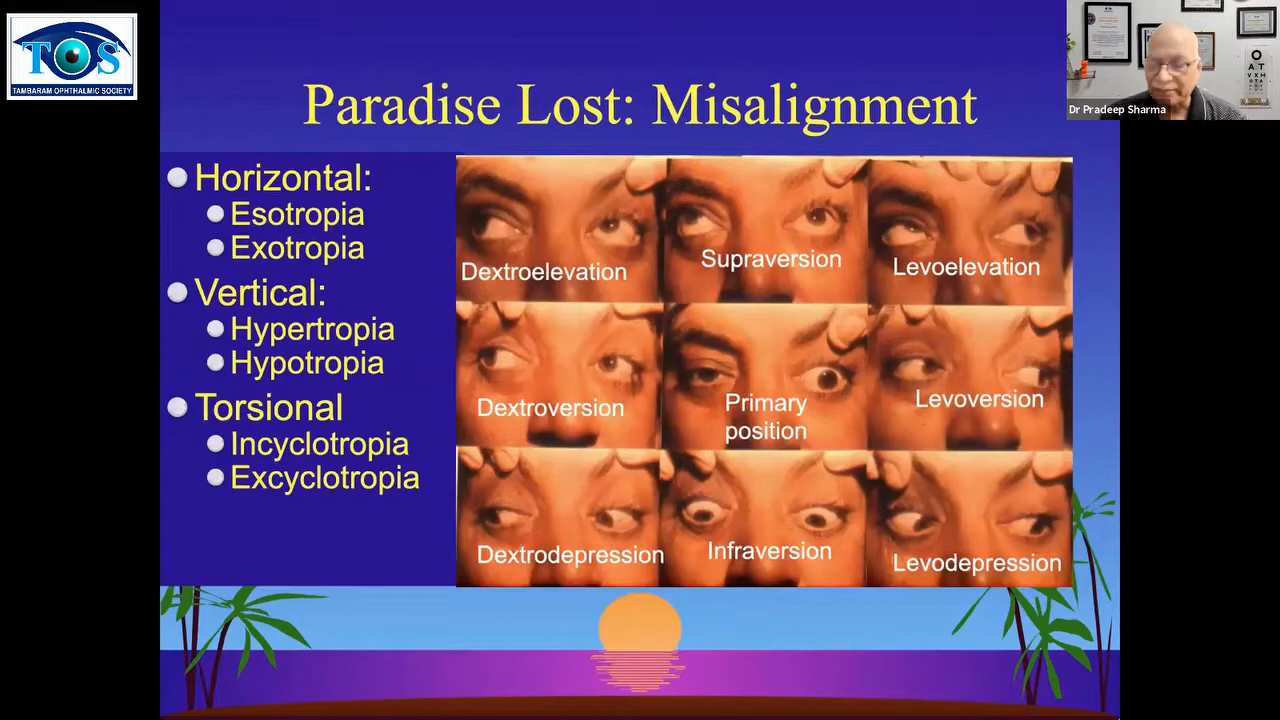 TOS
TAMBARAM OPHTHALMIC SOCIETY
Dr Pradeep Sharma
Paradise Lost: Misalignment
Horizontal:
Esotropia
Exotropia
Vertical:
Hypertropia
Hypotropia
Torsional
Incyclotropia
Excyclotropia
Dextroelevation
Supraversion
Levoelevation
Dextroversion
Primary
position
Levoversion
Dextrodepression
Infraversion
Levodepression